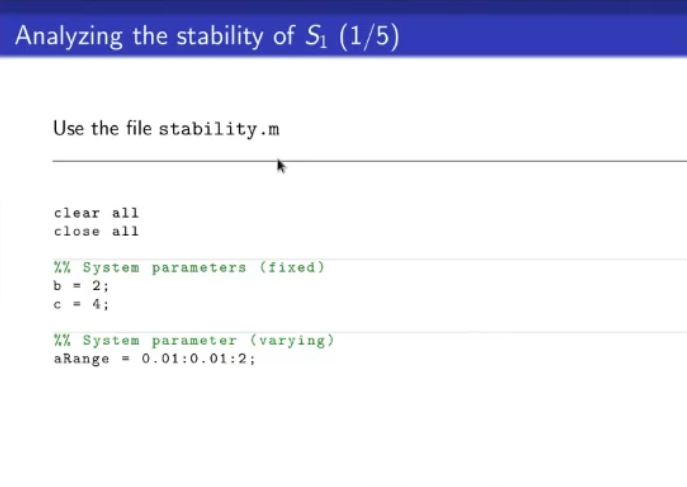 Analyzing the stability of S₁ (1/5)
Use the file stability.m
clear all
close all
%% System parameters (fixed)
b = 2;
c = 4;
%% System parameter (varying)
aRange = 0.01:0.01:2;